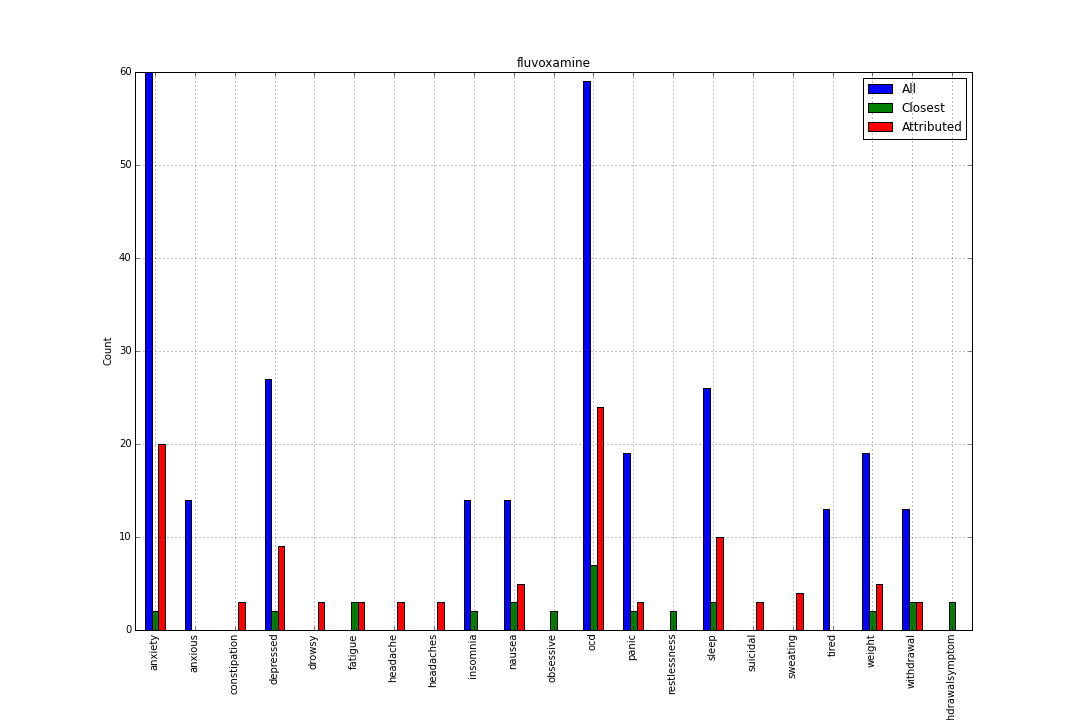 fluvoxamine
All
Closest
Attributed
60
50
40
30
20
10
0
Count
anxiety
anxious
constipation
depressed
drowsy
fatigue
headache
headaches
insomnia
nausea
obsessive
ocd
panic
restlessness
sleep
suicidal
sweating
tired
weight
withdrawal
hdrawalsymptom